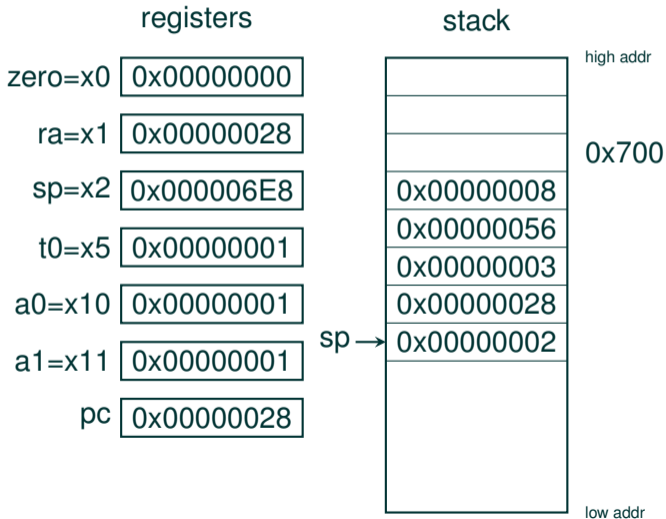 registers
stack
high addr
zero=x0 0x00000000
ra=x1 0x00000028
0x700
sp=x2 0x000006E8
0x00000008
0x00000056
t0=x5 0x00000001
0x00000003
a0=x10 0x00000001
0x00000028
sp 0x00000002
a1=x11 0x00000001
pc 0x00000028
low addr